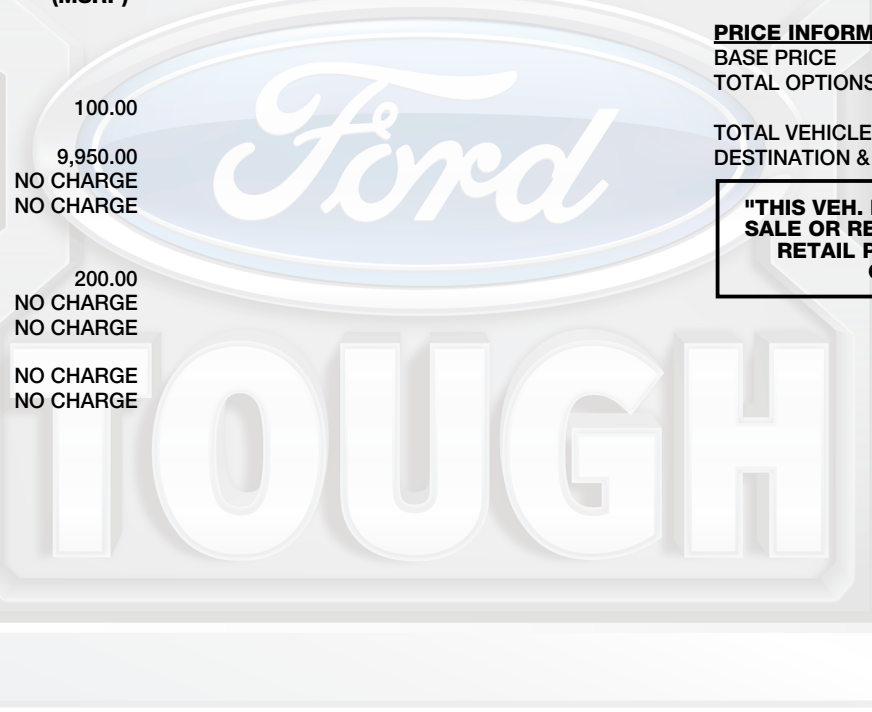 (MSRP)
100.00
9,950.00
NO CHARGE
NO CHARGE
200.00
NO CHARGE
NO CHARGE
NO CHARGE
NO CHARGE
PRICE INFORM
BASE PRICE
TOTAL OPTIONS
TOTAL VEHICLE
DESTINATION &
"THIS VEH.
SALE OR RE
RETAIL P
Ford
TOUGH